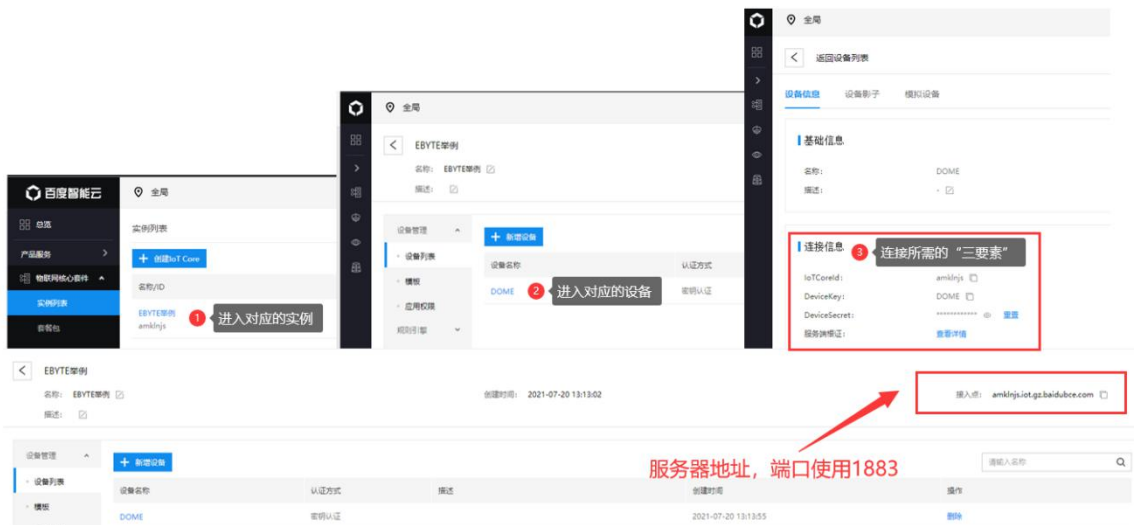 百度智能云
全局
总览
产品服务
物联网核心套件
实例列表
套餐包
实例列表
+ 创建IoT Core
名称/ID
EBYTE举例
amklnjs
1 进入对应的实例
全局
EBYTE举例
名称: EBYTE举例
描述:
设备管理
设备列表
模板
应用权限
规则引擎
+ 新增设备
设备名称
认证方式
DOME
密钥认证
2 进入对应的设备
全局
返回设备列表
设备信息 设备影子 模拟设备
基础信息
名称: DOME
描述: -
连接信息
3 连接所需的“三要素”
IoTCoreId: amklnjs
DeviceKey: DOME
DeviceSecret: ************ 重置
服务端凭证: 查看详情
EBYTE举例
名称: EBYTE举例
创建时间: 2021-07-20 13:13:02
接入点: amklnjs.iot.gz.baidubce.com
描述:
设备管理
设备列表
模板
+ 新增设备
服务器地址，端口使用1883
请输入名称
设备名称 认证方式 描述 创建时间 操作
DOME 密钥认证 2021-07-20 13:13:55 删除